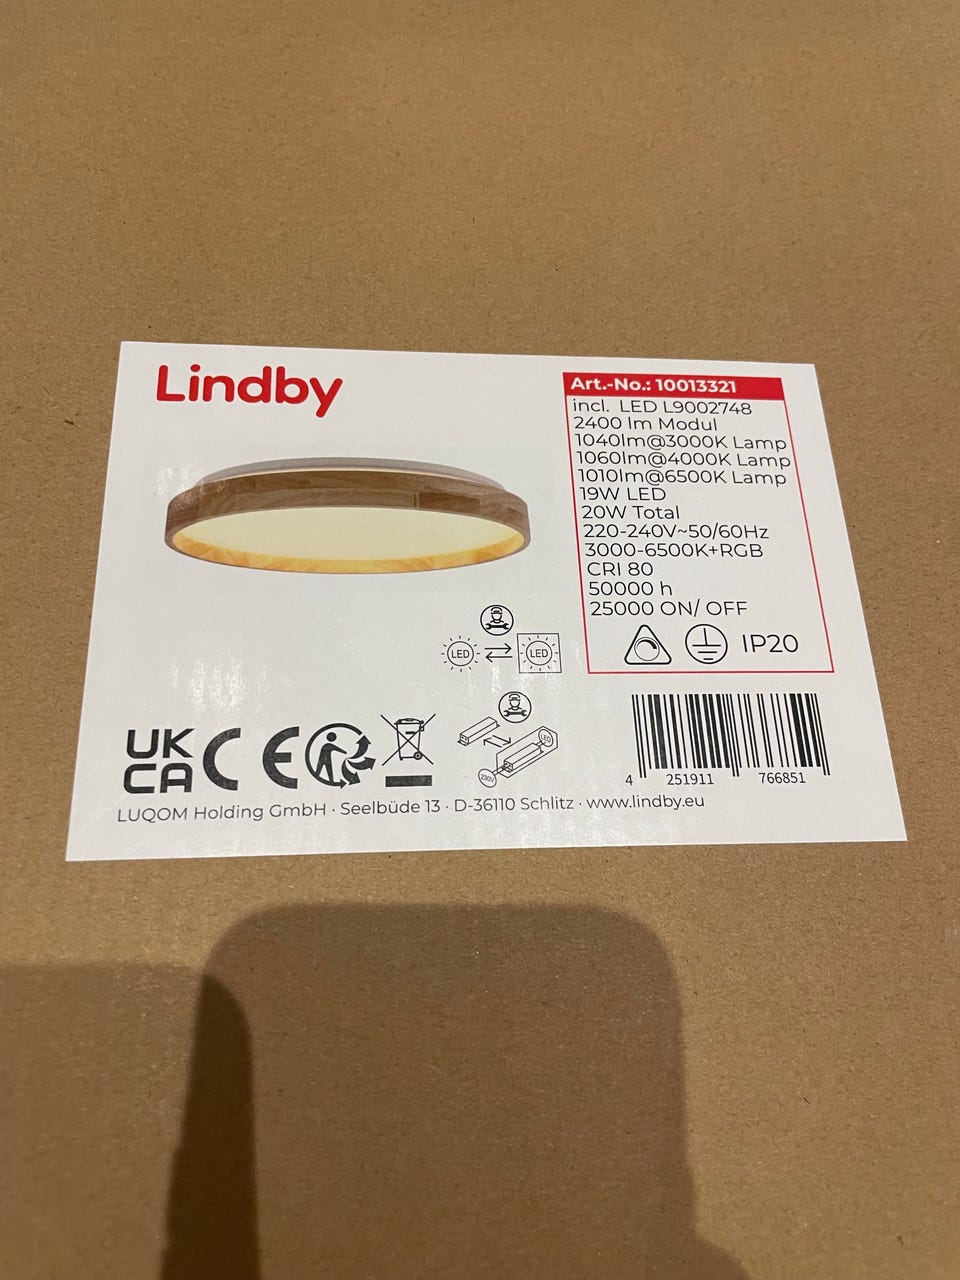 Lindby
Art.-No.: 10013321
incl. LED L9002748
2400 lm Modul
1040lm@3000K Lamp
1060lm@4000K Lamp
1010lm@6500K Lamp
19W LED
20W Total
220-240V~50/60Hz
3000-6500K+RGB
CRI 80
50000 h
25000 ON/ OFF
IP20
LED LED
LED
230V
UK
CA CE
4 251911 766851
LUQOM Holding GmbH · Seelbüde 13 · D-36110 Schlitz · www.lindby.eu